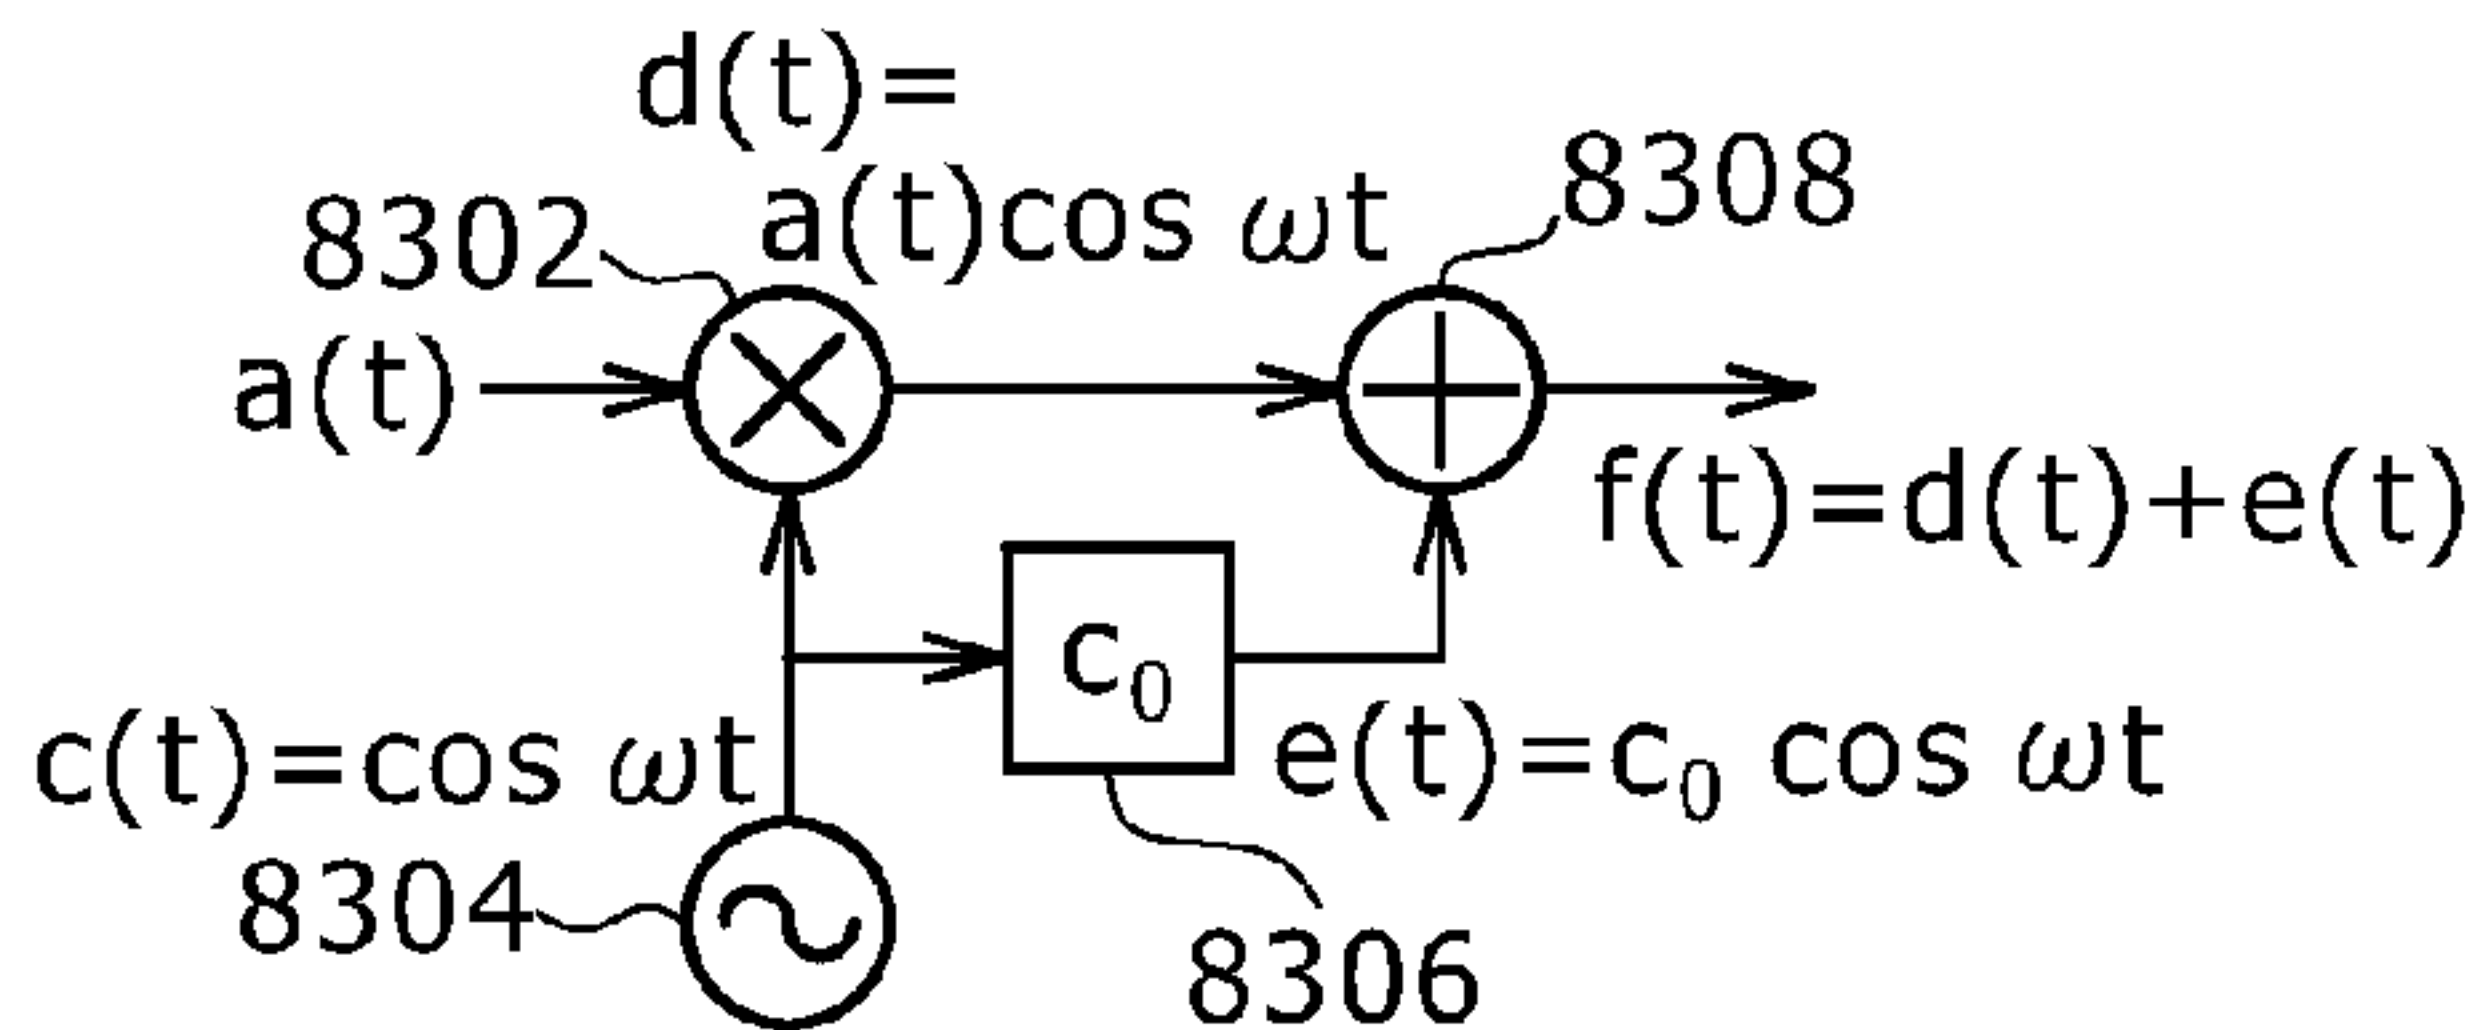 d(t)=
a(t)cos ωt
8308
8302
a(t)
f(t)=d(t)+e(t)
c₀
c(t)=cos ωt
e(t)=c₀ cos ωt
8304
8306